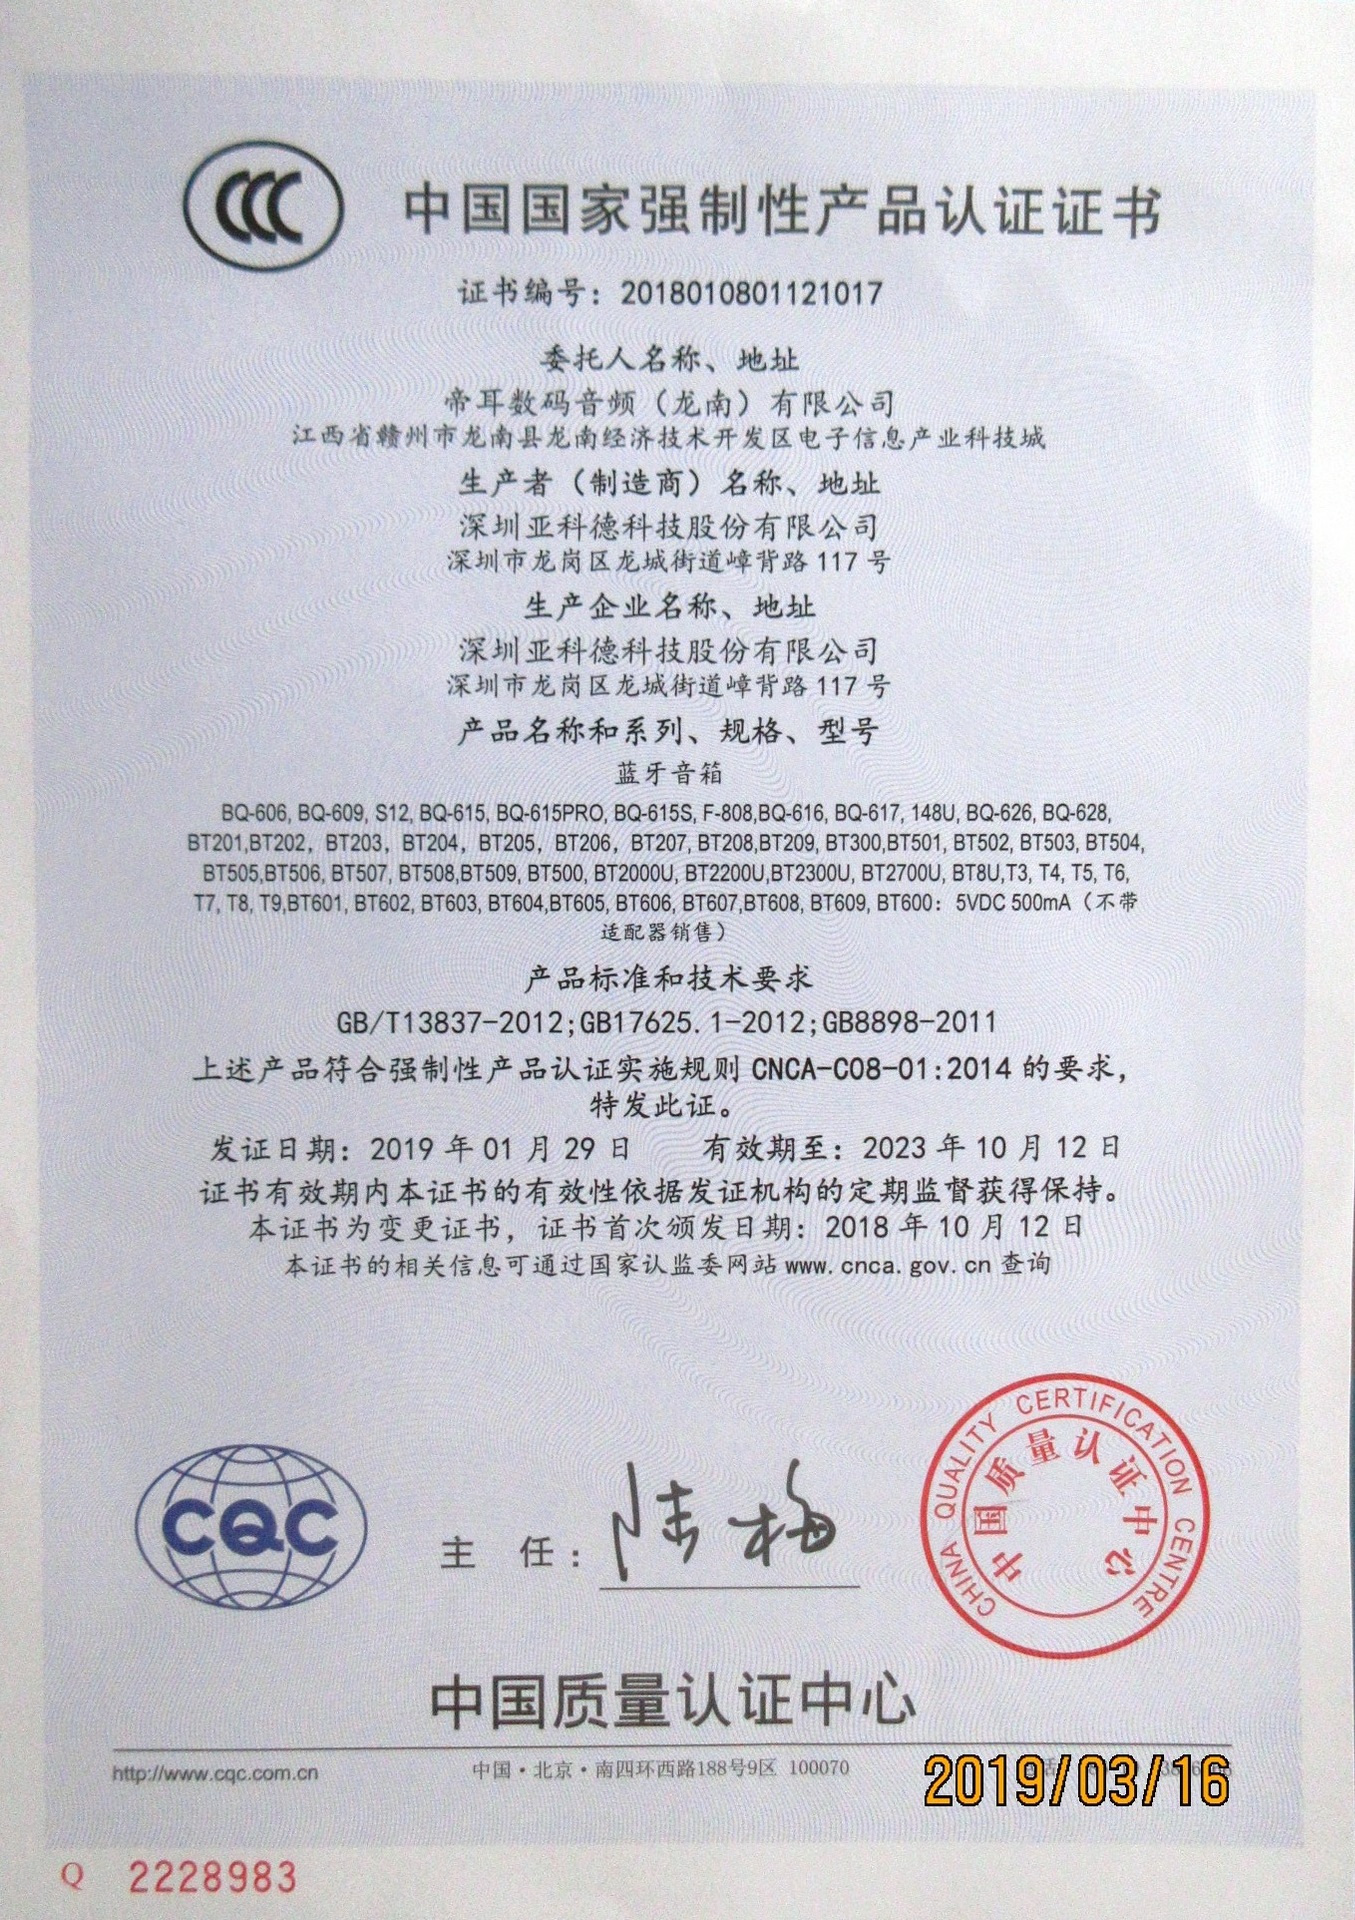 CCC 中国国家强制性产品认证证书
证书编号：2018010801121017
委托人名称、地址
帝耳数码音频（龙南）有限公司
江西省赣州市龙南县龙南经济技术开发区电子信息产业科技城
生产者（制造商）名称、地址
深圳亚科德科技股份有限公司
深圳市龙岗区龙城街道嶂背路 117 号
生产企业名称、地址
深圳亚科德科技股份有限公司
深圳市龙岗区龙城街道嶂背路 117 号
产品名称和系列、规格、型号
蓝牙音箱
BQ-606, BQ-609, S12, BQ-615, BQ-615PRO, BQ-615S, F-808,BQ-616, BQ-617, 148U, BQ-626, BQ-628,
BT201,BT202，BT203，BT204，BT205，BT206，BT207, BT208,BT209, BT300,BT501, BT502, BT503, BT504,
BT505,BT506, BT507, BT508,BT509, BT500, BT2000U, BT2200U,BT2300U, BT2700U, BT8U,T3, T4, T5, T6,
T7, T8, T9,BT601, BT602, BT603, BT604,BT605, BT606, BT607,BT608, BT609, BT600：5VDC 500mA（不带
适配器销售）
产品标准和技术要求
GB/T13837-2012;GB17625.1-2012;GB8898-2011
上述产品符合强制性产品认证实施规则 CNCA-C08-01:2014 的要求，
特发此证。
发证日期：2019 年 01 月 29 日 有效期至：2023 年 10 月 12 日
证书有效期内本证书的有效性依据发证机构的定期监督获得保持。
本证书为变更证书，证书首次颁发日期：2018 年 10 月 12 日
本证书的相关信息可通过国家认监委网站 www.cnca.gov.cn 查询
CHINA QUALITY CERTIFICATION CENTRE
中国质量认证中心
CQC
主 任：陆梅
中国质量认证中心
http://www.cqc.com.cn 中国·北京·南四环西路188号9区 100070
2019/03/16
Q 2228983